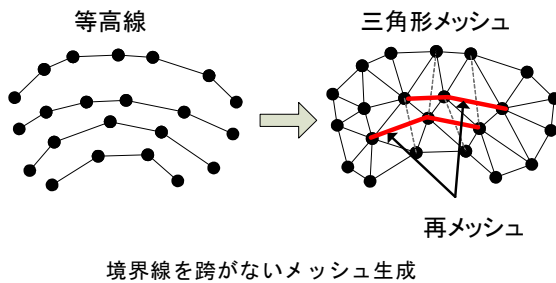 等高線
三角形メッシュ
再メッシュ
境界線を跨がないメッシュ生成